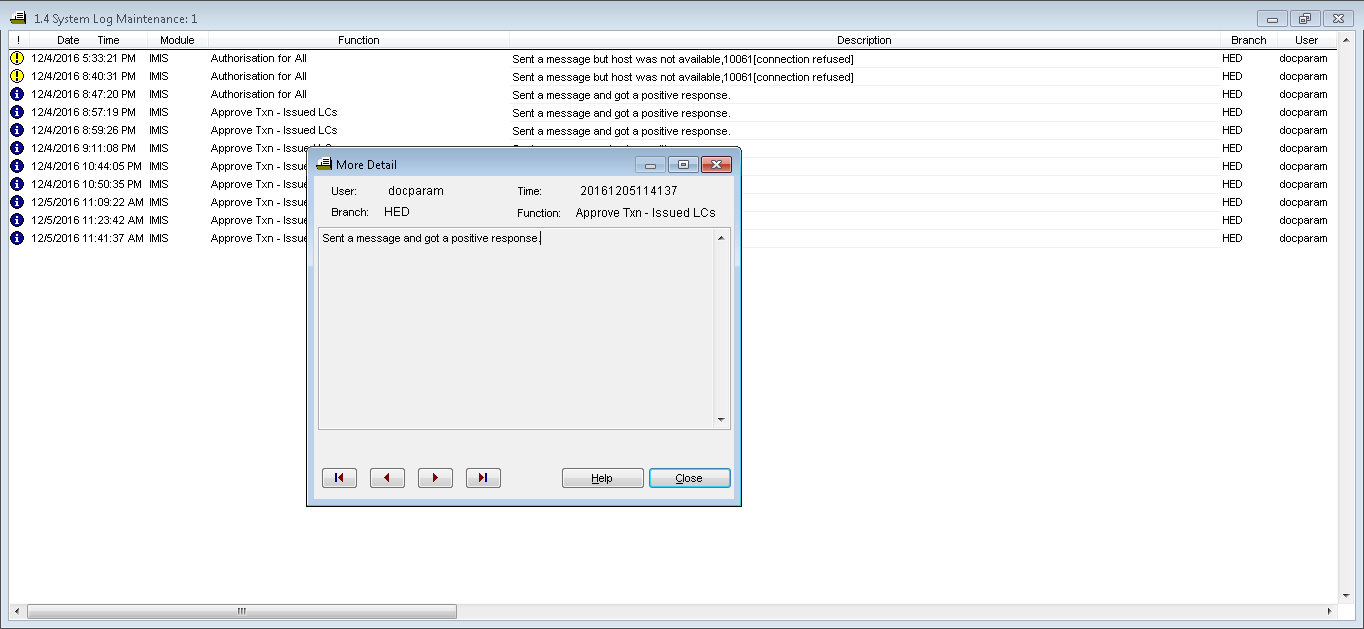 1.4 System Log Maintenance: 1
! Date Time Module Function Description Branch User
12/4/2016 5:33:21 PM IMIS Authorisation for All Sent a message but host was not available,10061[connection refused] HED docparam
12/4/2016 8:40:31 PM IMIS Authorisation for All Sent a message but host was not available,10061[connection refused] HED docparam
12/4/2016 8:47:20 PM IMIS Authorisation for All Sent a message and got a positive response. HED docparam
12/4/2016 8:57:19 PM IMIS Approve Txn - Issued LCs Sent a message and got a positive response. HED docparam
12/4/2016 8:59:26 PM IMIS Approve Txn - Issued LCs Sent a message and got a positive response. HED docparam
12/4/2016 9:11:08 PM IMIS Approve Txn - Issued HED docparam
12/4/2016 10:44:05 PM IMIS Approve Txn - Issue HED docparam
12/4/2016 10:50:35 PM IMIS Approve Txn - Issue HED docparam
12/5/2016 11:09:22 AM IMIS Approve Txn - Issue HED docparam
12/5/2016 11:23:42 AM IMIS Approve Txn - Issue HED docparam
12/5/2016 11:41:37 AM IMIS Approve Txn - Issue HED docparam
More Detail
User: docparam Time: 20161205114137
Branch: HED Function: Approve Txn - Issued LCs
Sent a message and got a positive response.
Help Close